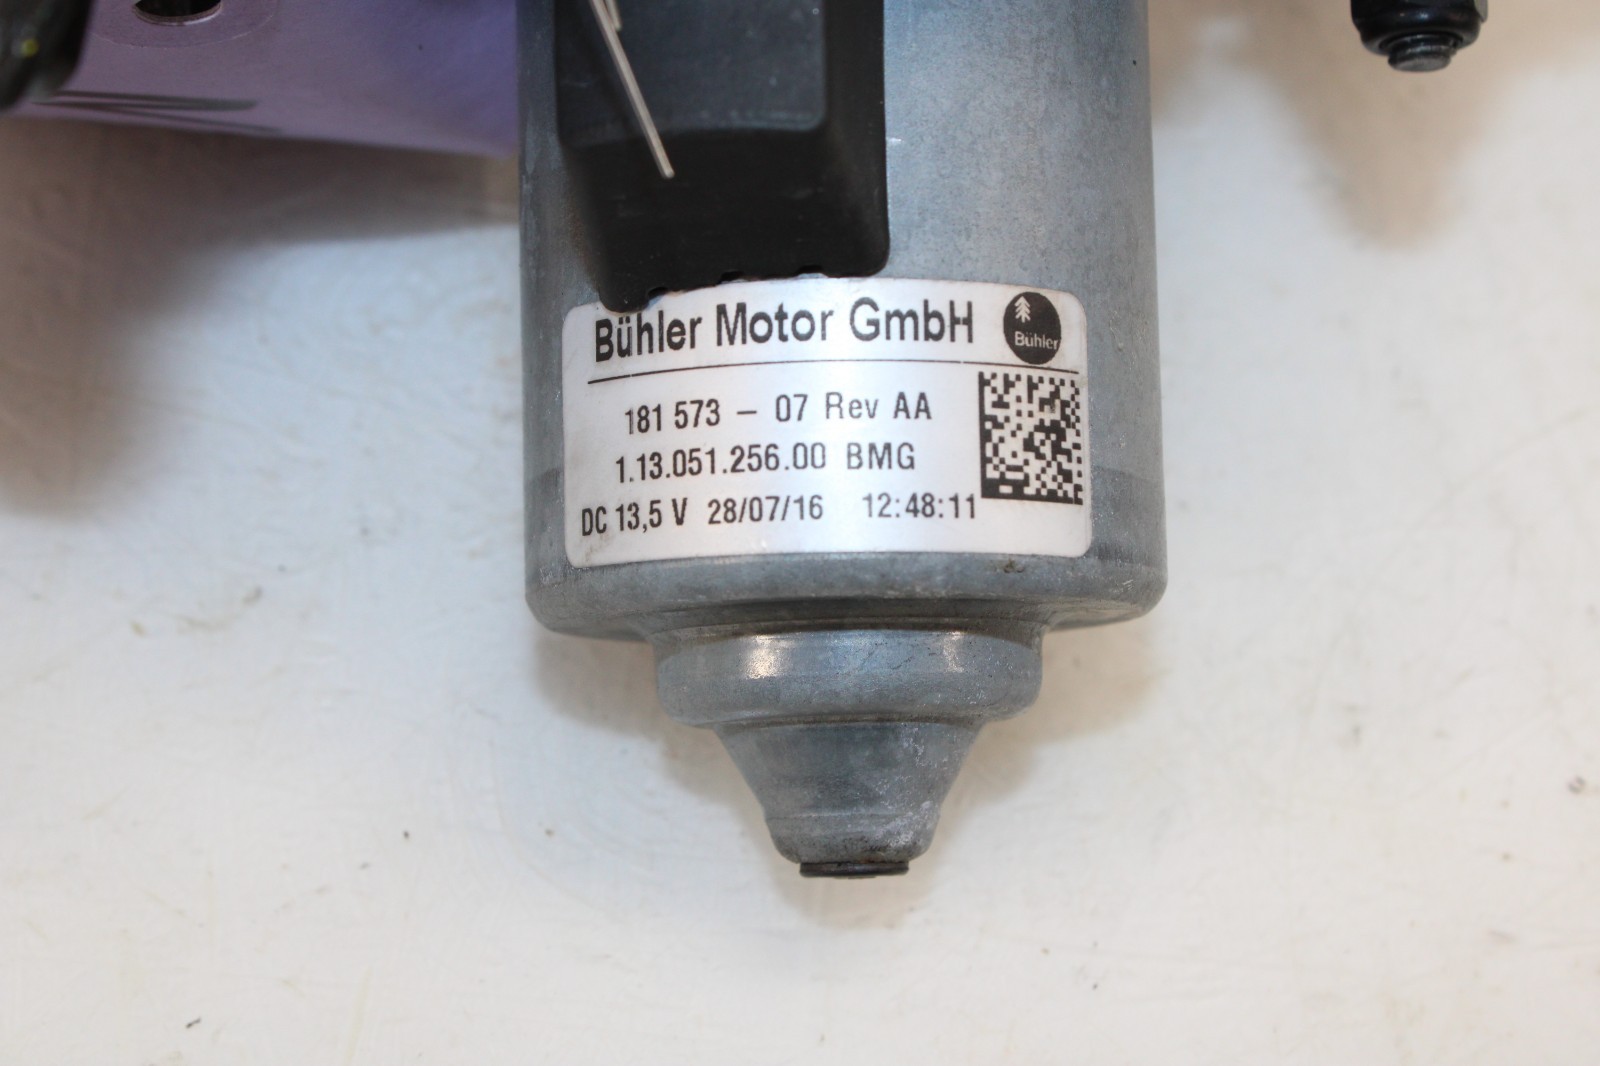 Bühler Motor GmbH
Bühler
181 573 - 07 Rev AA
1.13.051.256.00 BMG
DC 13,5 V 28/07/16 12:48:11